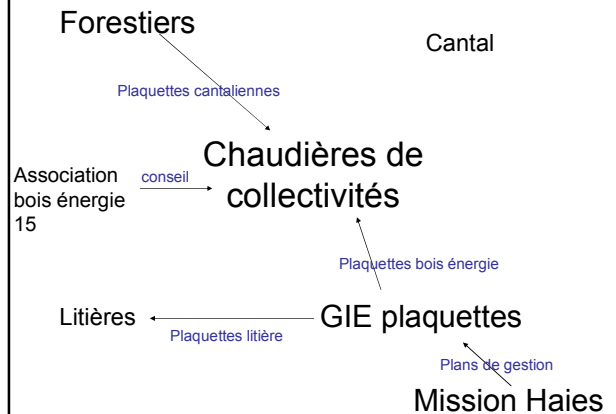 Forestiers
Cantal
Plaquettes cantaliennes
Chaudières de
collectivités
Association
bois énergie
15
conseil
Plaquettes bois énergie
Litières
GIE plaquettes
Plaquettes litière
Plans de gestion
Mission Haies